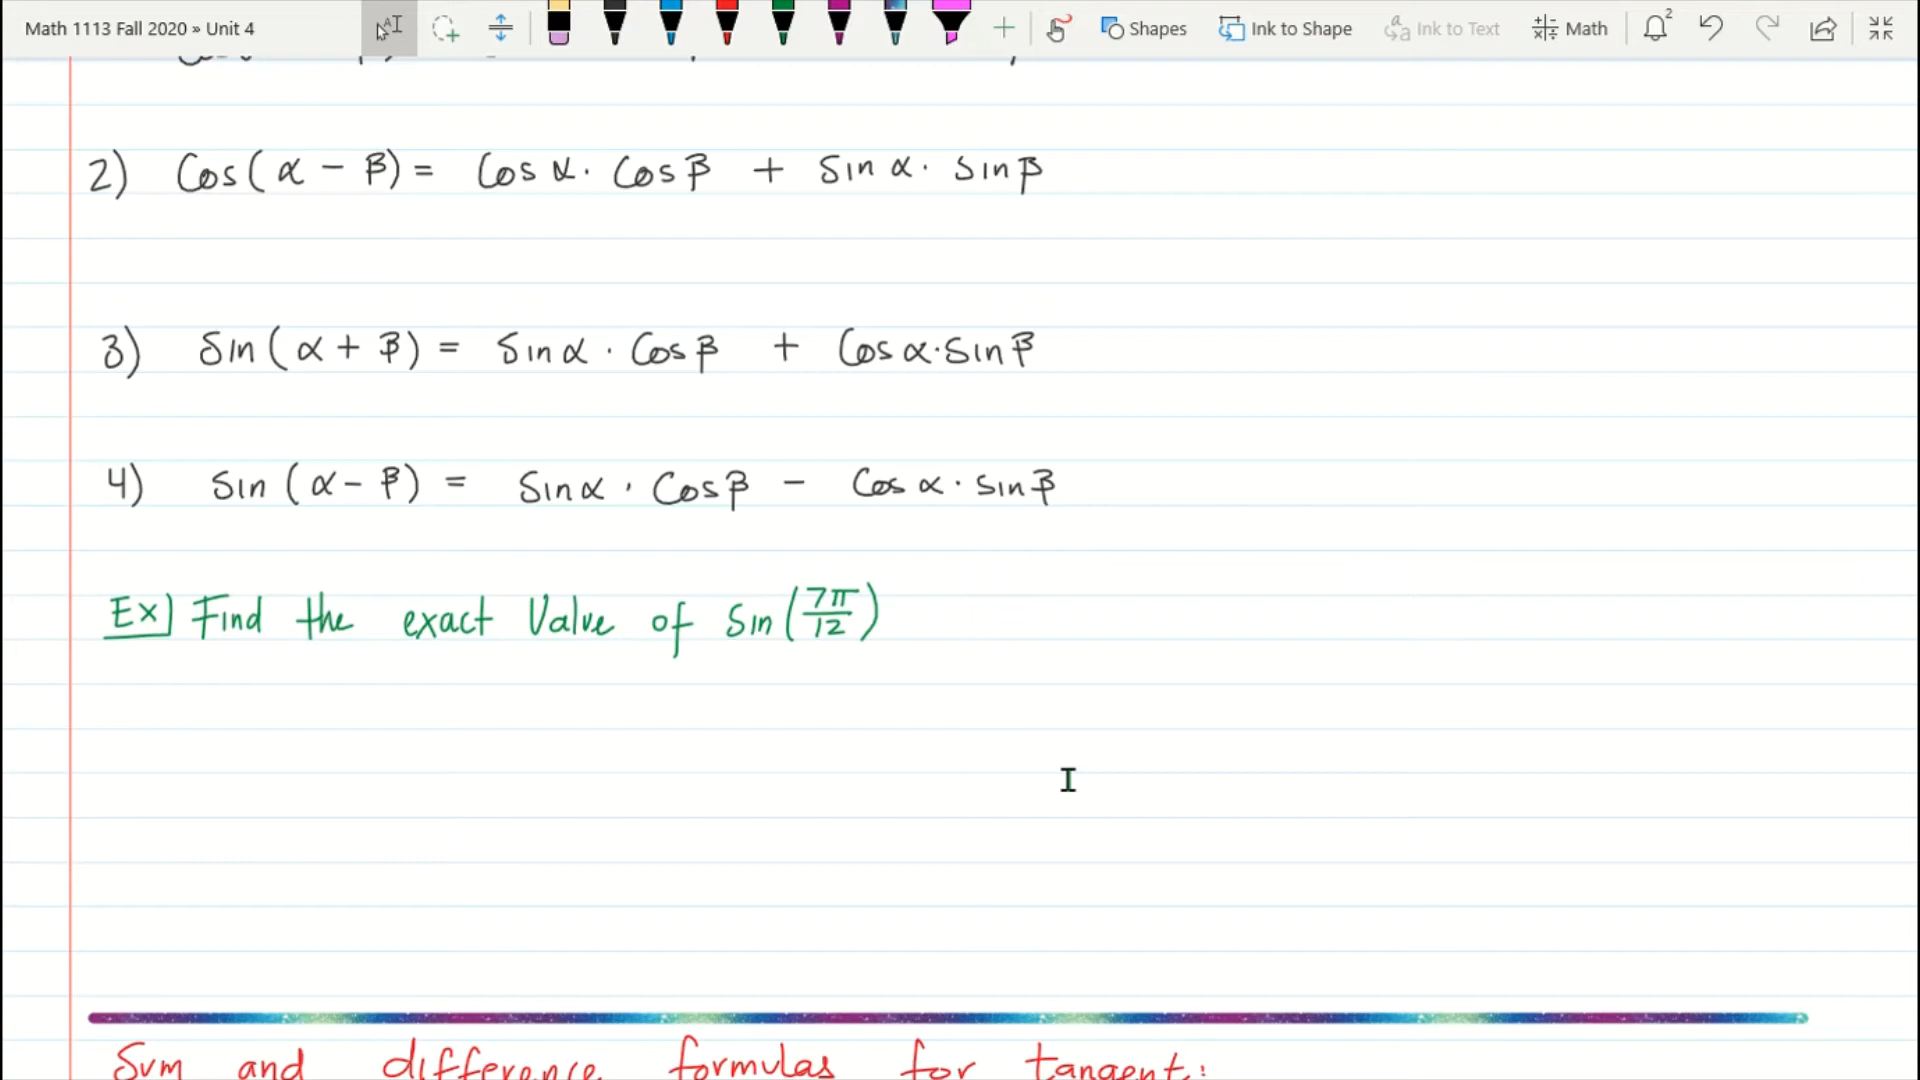 Math 1113 Fall 2020 » Unit 4
Shapes Ink to Shape Ink to Text Math 2
2) Cos(α − β) = Cos α · Cos β + Sin α · Sin β
3) Sin(α + β) = Sin α · Cos β + Cos α · Sin β
4) Sin(α − β) = Sin α · Cos β − Cos α · Sin β
Ex] Find the exact Value of Sin(7π/12)
Sum and difference formulas for tangent: